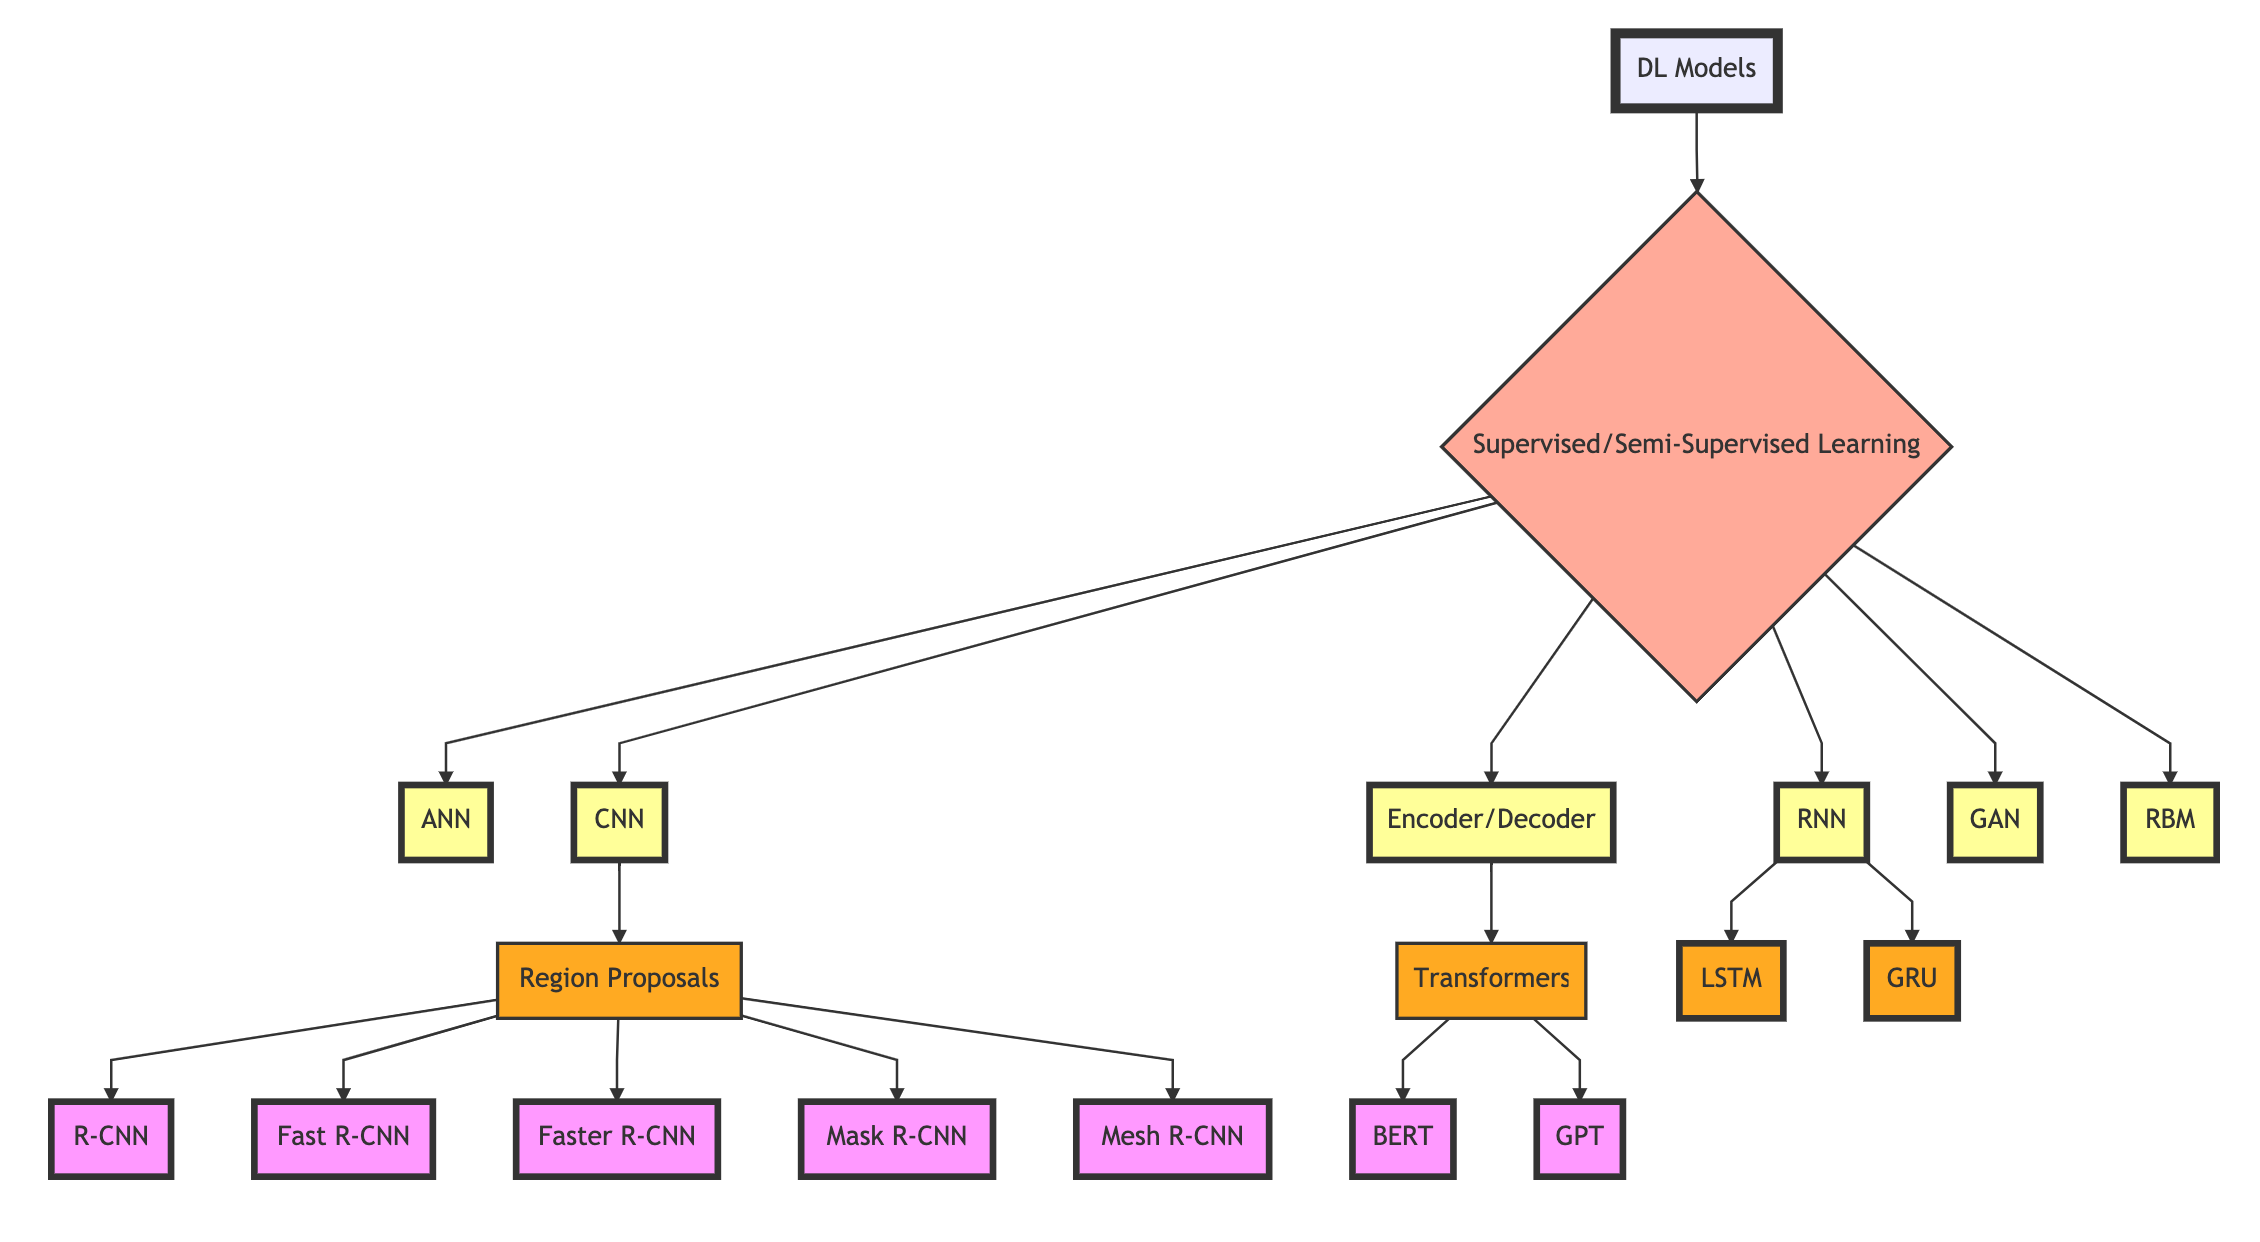 DL Models
Supervised/Semi-Supervised Learning
ANN
CNN
Encoder/Decoder
RNN
GAN
RBM
Region Proposals
Transformers
LSTM
GRU
R-CNN
Fast R-CNN
Faster R-CNN
Mask R-CNN
Mesh R-CNN
BERT
GPT